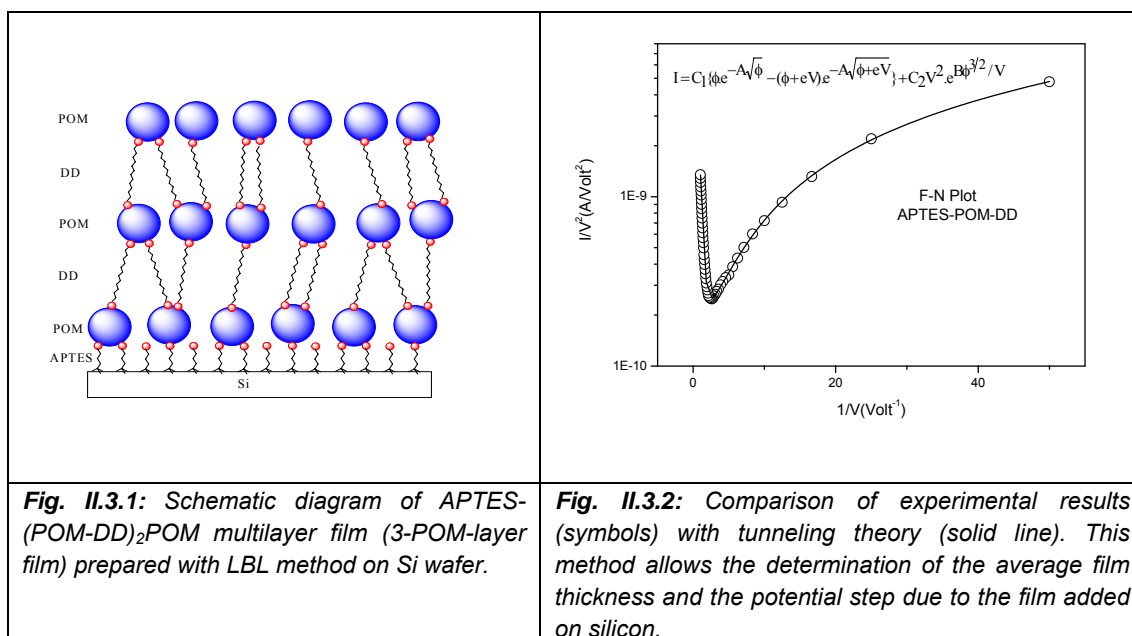 POM
DD
POM
DD
POM
APTES
Si
I=C₁{ϕe^(-A√ϕ) -(ϕ+eV).e^(-A√(ϕ+eV))}+C₂V².e^(Bϕ^(3/2)/V)
I/V²(A/Volt²)
1E-9
1E-10
F-N Plot
APTES-POM-DD
0
20
40
1/V(Volt⁻¹)
Fig. II.3.1: Schematic diagram of APTES-
(POM-DD)₂POM multilayer film (3-POM-layer
film) prepared with LBL method on Si wafer.
Fig. II.3.2: Comparison of experimental results
(symbols) with tunneling theory (solid line). This
method allows the determination of the average film
thickness and the potential step due to the film added
on silicon.